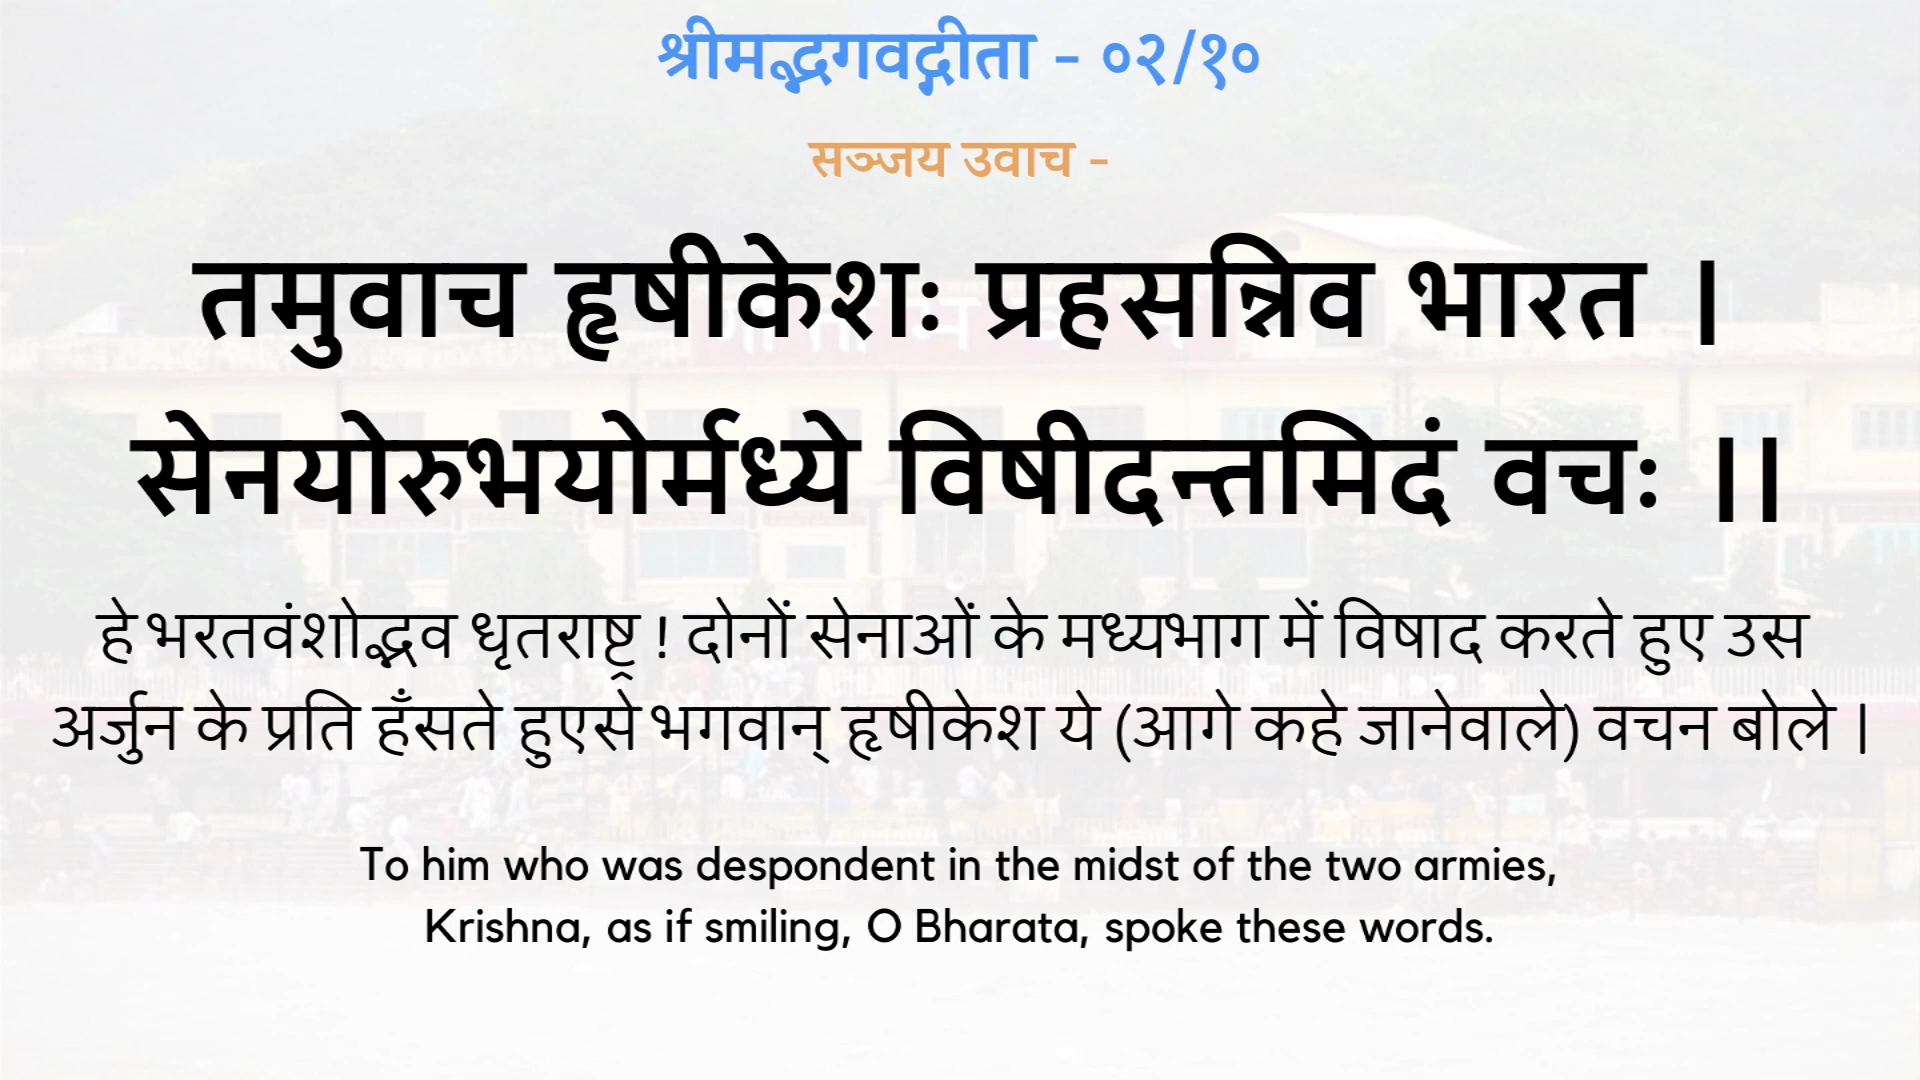 श्रीमद्भगवद्गीता - ०२/१०
सञ्जय उवाच -
तमुवाच हृषीकेशः प्रहसन्निव भारत ।
सेनयोरुभयोर्मध्ये विषीदन्तमिदं वचः ।।
हे भरतवंशोद्भव धृतराष्ट्र ! दोनों सेनाओं के मध्यभाग में विषाद करते हुए उस
अर्जुन के प्रति हँसते हुएसे भगवान् हृषीकेश ये (आगे कहे जानेवाले) वचन बोले |
To him who was despondent in the midst of the two armies,
Krishna, as if smiling, O Bharata, spoke these words.